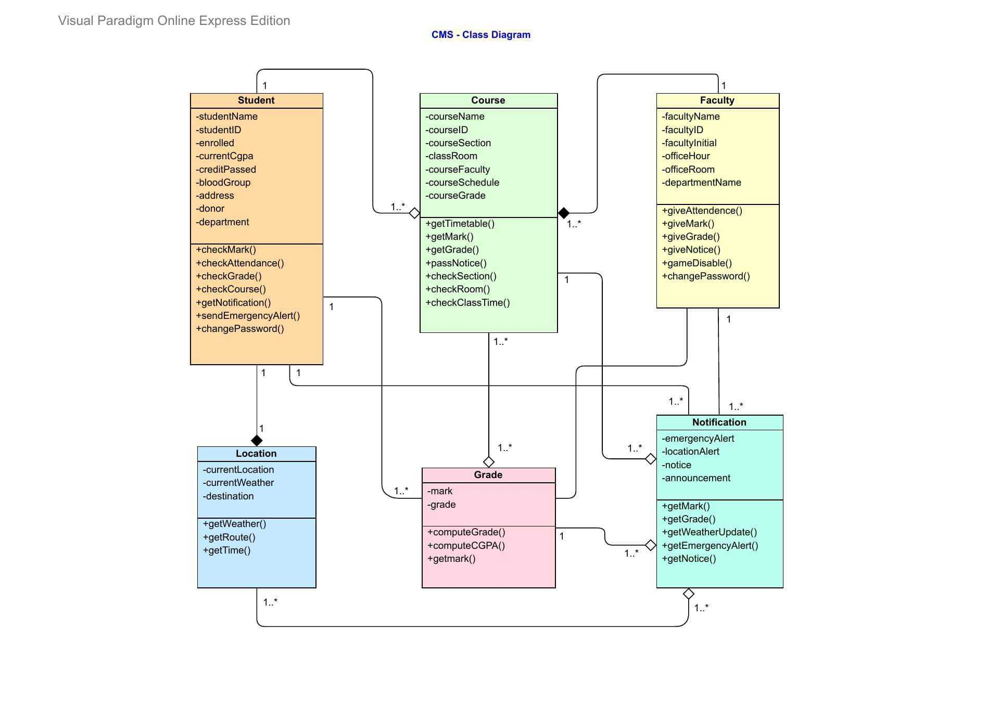 Visual Paradigm Online Express Edition
CMS - Class Diagram
1
1
Student
-studentName
-studentID
-enrolled
-currentCgpa
-creditPassed
-bloodGroup
-address
-donor
-department
+checkMark()
+checkAttendance()
+checkGrade()
+checkCourse()
+getNotification()
+sendEmergencyAlert()
+changePassword()
1..*
Course
-courseName
-courseID
-courseSection
-classRoom
-courseFaculty
-courseSchedule
-courseGrade
+getTimetable()
+getMark()
+getGrade()
+passNotice()
+checkSection()
+checkRoom()
+checkClassTime()
1..*
Faculty
-facultyName
-facultyID
-facultyInitial
-officeHour
-officeRoom
-departmentName
+giveAttendence()
+giveMark()
+giveGrade()
+giveNotice()
+gameDisable()
+changePassword()
1
1
1
1..*
1
1
1..*
1..*
1
1..*
1..*
1..*
Location
-currentLocation
-currentWeather
-destination
+getWeather()
+getRoute()
+getTime()
Grade
-mark
-grade
+computeGrade()
+computeCGPA()
+getmark()
1
1..*
Notification
-emergencyAlert
-locationAlert
-notice
-announcement
+getMark()
+getGrade()
+getWeatherUpdate()
+getEmergencyAlert()
+getNotice()
1..*
1..*